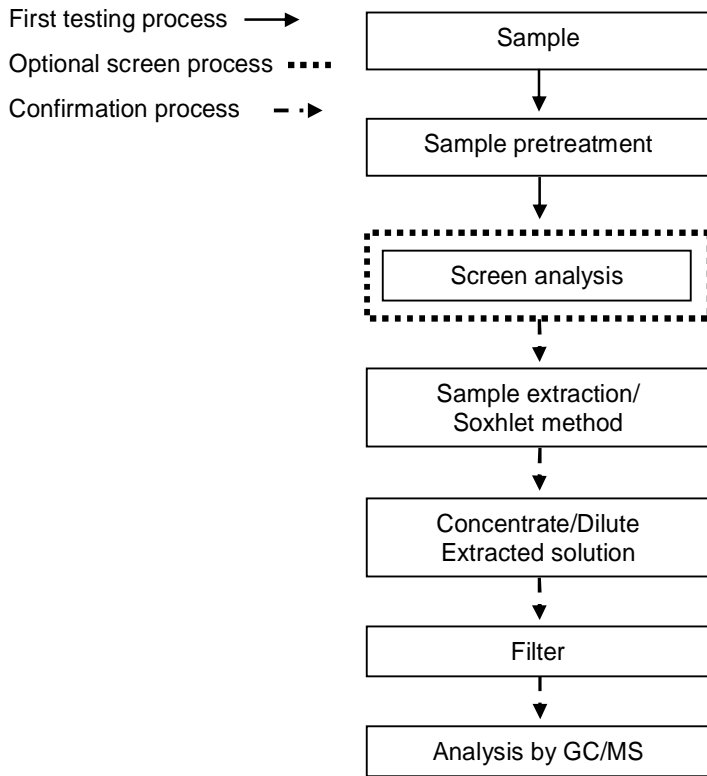 First testing process
Optional screen process
Confirmation process
Sample
Sample pretreatment
Screen analysis
Sample extraction/
Soxhlet method
Concentrate/Dilute
Extracted solution
Filter
Analysis by GC/MS